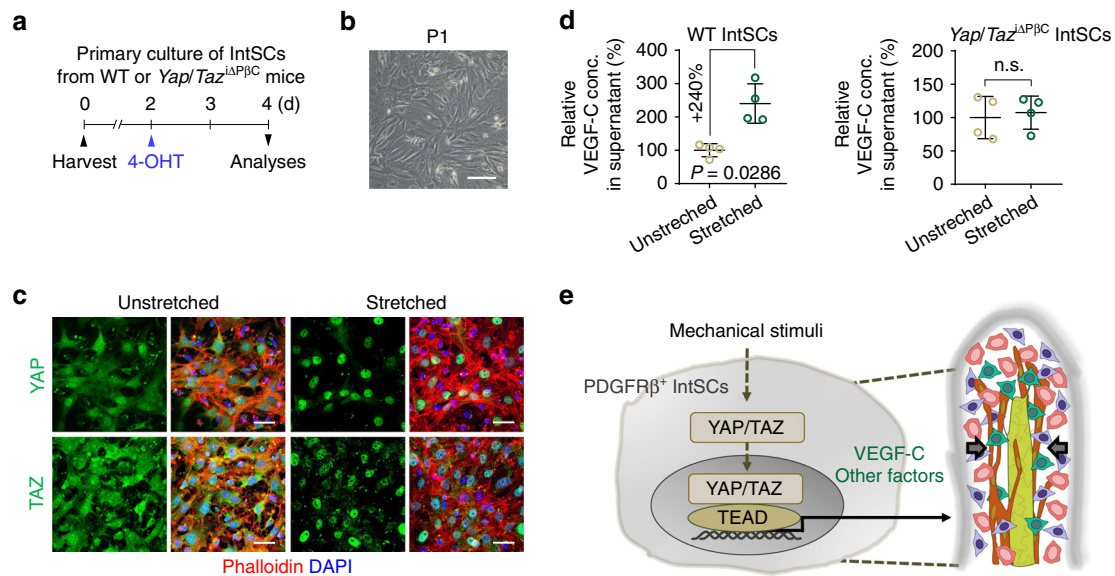 a
Primary culture of IntSCs
from WT or Yap/Taz^iΔPβC mice
0 2 3 4 (d)
Harvest 4-OHT Analyses
b
P1
c
Unstretched Stretched
YAP
TAZ
Phalloidin DAPI
d
WT IntSCs
Relative
VEGF-C conc.
in supernatant (%)
400
300
200
100
0
+240%
P = 0.0286
Unstreched
Stretched
Yap/Taz^iΔPβC IntSCs
Relative
VEGF-C conc.
in supernatant (%)
200
150
100
50
0
n.s.
Unstreched
Stretched
e
Mechanical stimuli
PDGFRβ⁺ IntSCs
YAP/TAZ
YAP/TAZ
TEAD
VEGF-C
Other factors